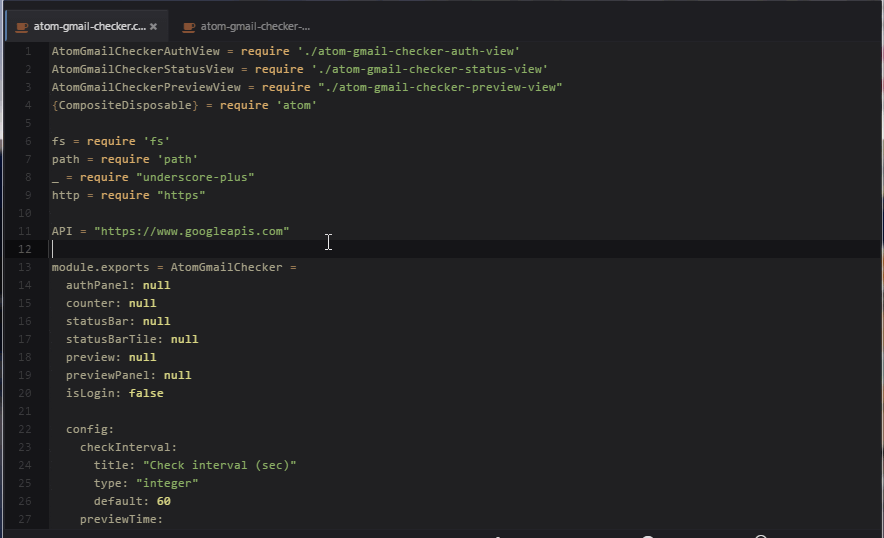 atom-gmail-checker.c... ×
atom-gmail-checker-...
1 AtomGmailCheckerAuthView = require './atom-gmail-checker-auth-view'
2 AtomGmailCheckerStatusView = require './atom-gmail-checker-status-view'
3 AtomGmailCheckerPreviewView = require "./atom-gmail-checker-preview-view"
4 {CompositeDisposable} = require 'atom'
5
6 fs = require 'fs'
7 path = require 'path'
8 _ = require "underscore-plus"
9 http = require "https"
10
11 API = "https://www.googleapis.com"
12
13 module.exports = AtomGmailChecker =
14   authPanel: null
15   counter: null
16   statusBar: null
17   statusBarTile: null
18   preview: null
19   previewPanel: null
20   isLogin: false
21
22   config:
23     checkInterval:
24       title: "Check interval (sec)"
25       type: "integer"
26       default: 60
27     previewTime: